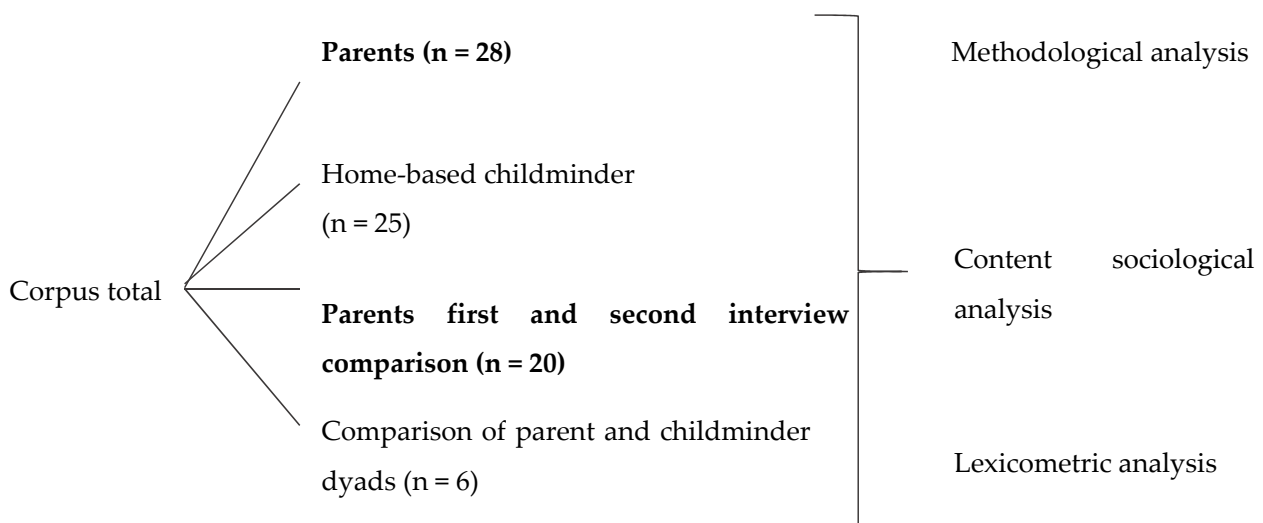 Parents (n = 28)
Methodological analysis
Home-based childminder
(n = 25)
Corpus total
Content sociological
analysis
Parents first and second interview
comparison (n = 20)
Comparison of parent and childminder
dyads (n = 6)
Lexicometric analysis